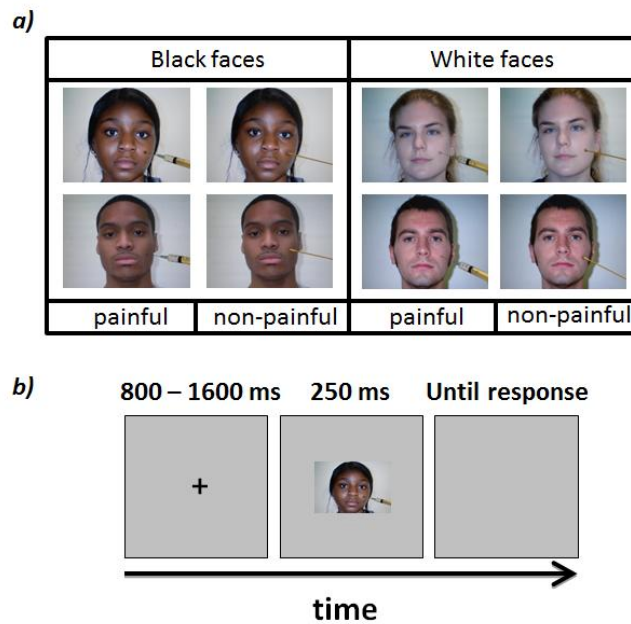 a)
Black faces White faces
painful non-painful painful non-painful
b)
800 – 1600 ms 250 ms Until response
+
time